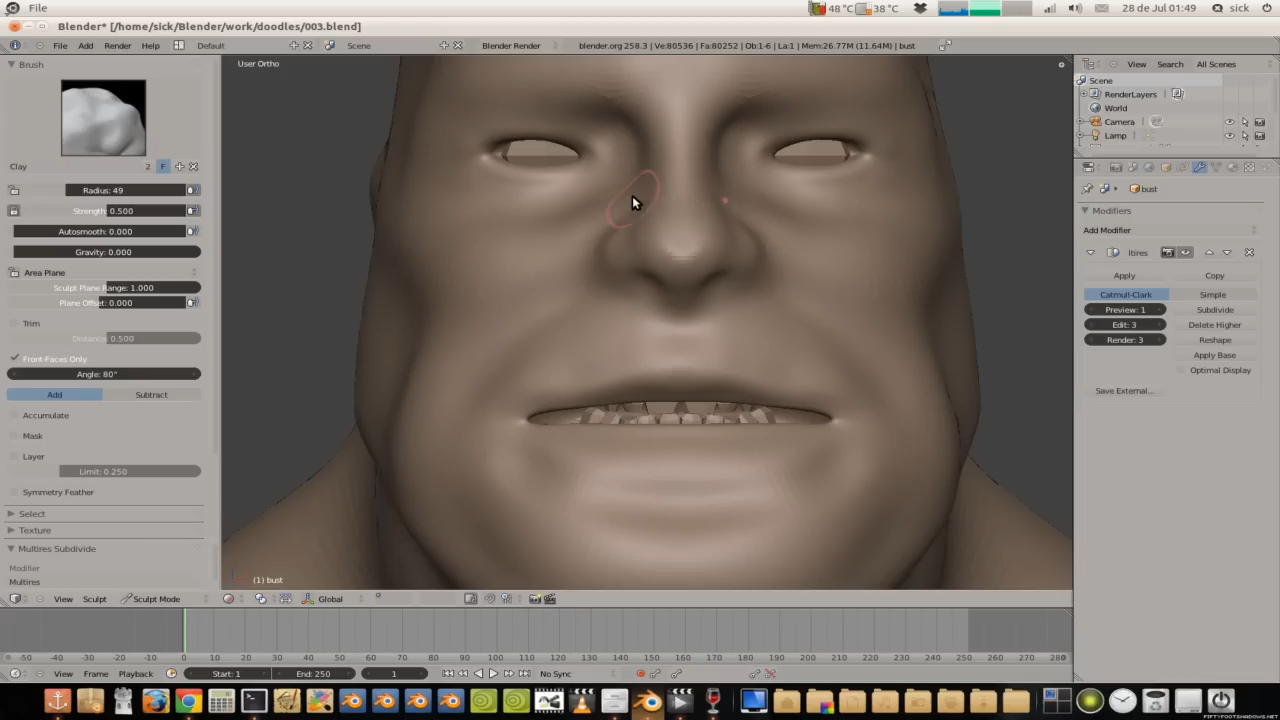 File
48 °C 38 °C 28 de Jul 01:49 sick
Blender* [/home/sick/Blender/work/doodles/003.blend]
File Add Render Help Default Scene Blender Render blender.org 258.3 | Ve:80536 | Fa:80252 | Ob:1-6 | La:1 | Mem:26.77M (11.64M) | bust
Brush
User Ortho
View Search All Scenes
Scene
RenderLayers
World
Camera
Lamp
Clay 2 F
Radius: 49
Strength: 0.500
Autosmooth: 0.000
Gravity: 0.000
Area Plane
Sculpt Plane Range: 1.000
Plane Offset: 0.000
Trim
Distance: 0.500
Front-Faces Only
Angle: 80°
Add Subtract
Accumulate
Mask
Layer
Limit: 0.250
Symmetry Feather
Select
Texture
Multires Subdivide
Modifier
Multires
bust
Modifiers
Add Modifier
ltires
Apply Copy
Catmull-Clark Simple
Preview: 1 Subdivide
Edit: 3 Delete Higher
Render: 3 Reshape
Apply Base
Optimal Display
Save External...
(1) bust
View Sculpt Sculpt Mode Global
-50 -40 -30 -20 -10 0 10 20 30 40 50 60 70 80 90 100 110 120 130 140 150 160 170 180 190 200 210 220 230 240 250 260 270 280
View Frame Playback Start: 1 End: 250 1 No Sync
FIFTYFOOTSHADOWS.NET